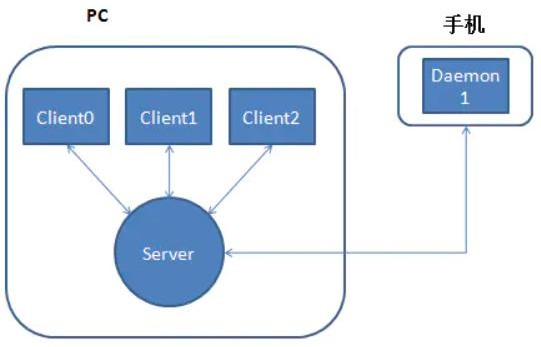 PC
手机
Client0
Client1
Client2
Daemon
1
Server